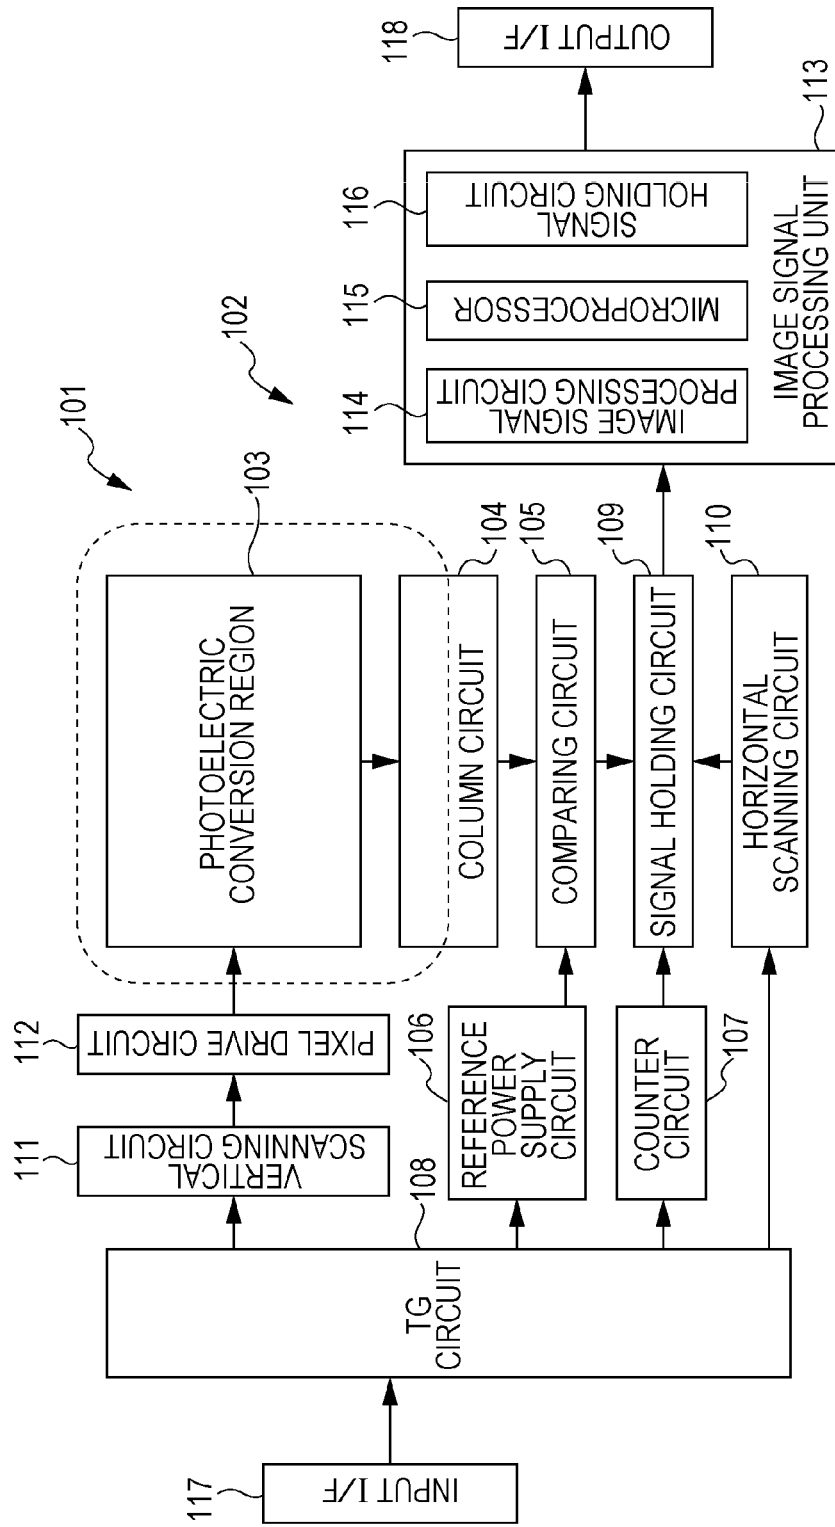 101
102
103
PHOTOELECTRIC
CONVERSION REGION
112
PIXEL DRIVE CIRCUIT
111
VERTICAL
SCANNING CIRCUIT
104
COLUMN CIRCUIT
105
COMPARING CIRCUIT
106
REFERENCE
POWER
SUPPLY
CIRCUIT
109
SIGNAL HOLDING CIRCUIT
107
COUNTER
CIRCUIT
110
HORIZONTAL
SCANNING CIRCUIT
108
TG
CIRCUIT
117
INPUT I/F
114
IMAGE SIGNAL
PROCESSING CIRCUIT
115
MICROPROCESSOR
116
SIGNAL
HOLDING CIRCUIT
IMAGE SIGNAL
PROCESSING UNIT
113
118
OUTPUT I/F